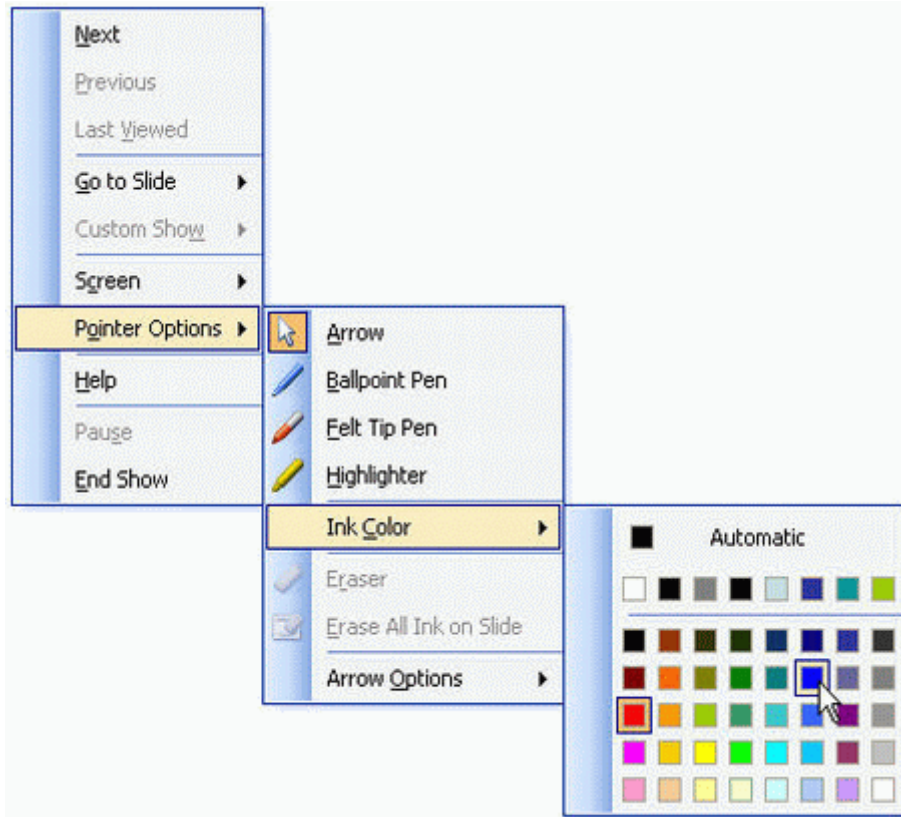 Next
Previous
Last Viewed
Go to Slide
Custom Show
Screen
Pointer Options
Help
Pause
End Show
Arrow
Ballpoint Pen
Felt Tip Pen
Highlighter
Ink Color
Eraser
Erase All Ink on Slide
Arrow Options
Automatic